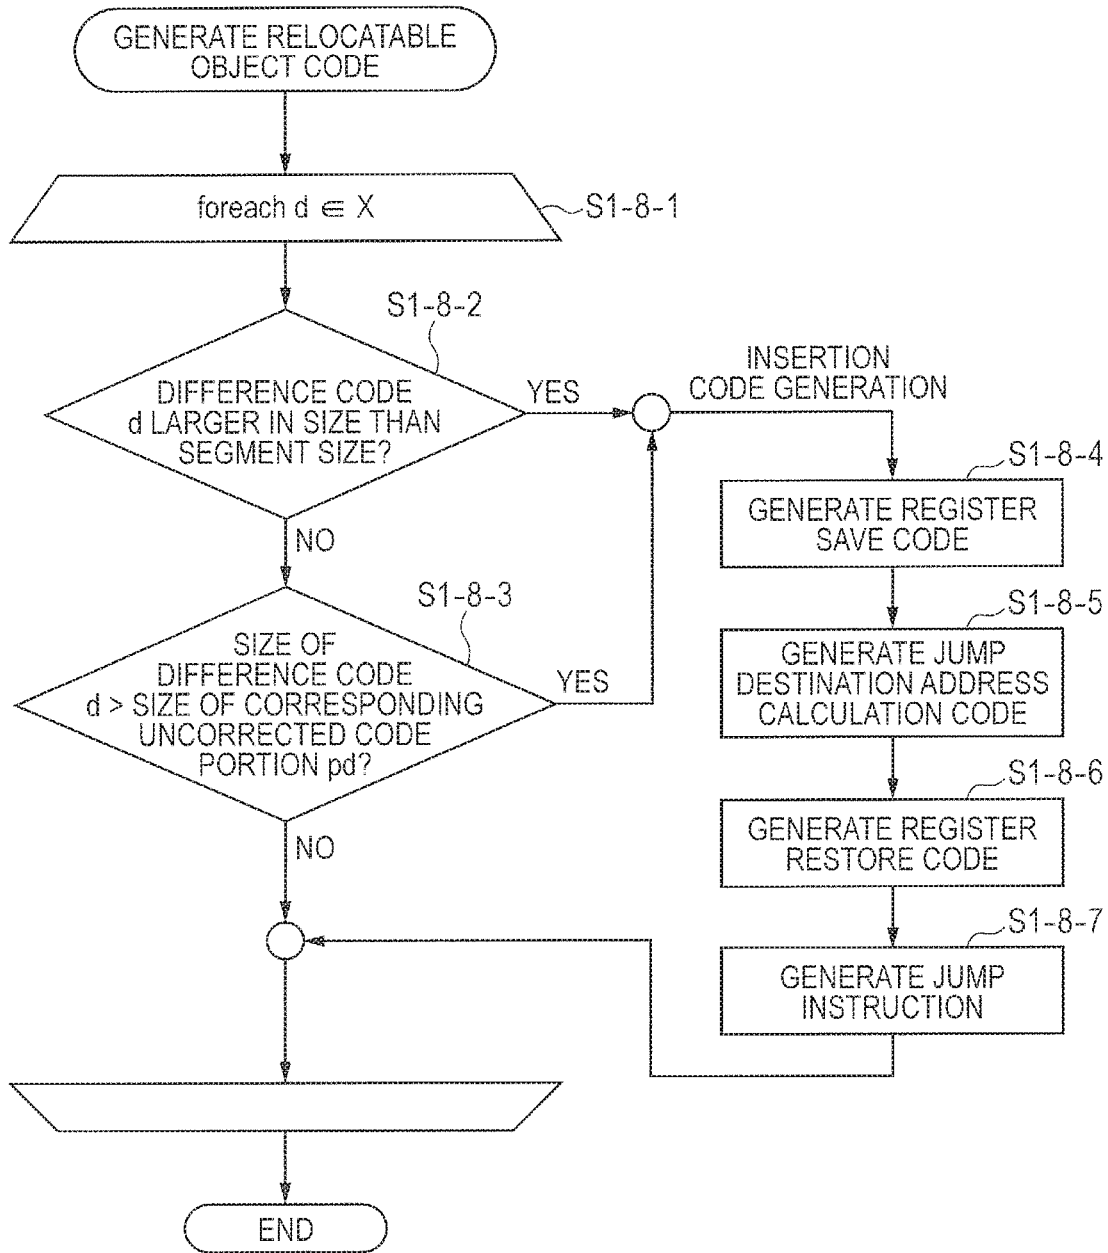 GENERATE RELOCATABLE
OBJECT CODE
foreach d ∈ X
S1-8-1
S1-8-2
DIFFERENCE CODE
d LARGER IN SIZE THAN
SEGMENT SIZE?
YES
INSERTION
CODE GENERATION
NO
S1-8-3
SIZE OF
DIFFERENCE CODE
d > SIZE OF CORRESPONDING
UNCORRECTED CODE
PORTION pd?
YES
NO
S1-8-4
GENERATE REGISTER
SAVE CODE
S1-8-5
GENERATE JUMP
DESTINATION ADDRESS
CALCULATION CODE
S1-8-6
GENERATE REGISTER
RESTORE CODE
S1-8-7
GENERATE JUMP
INSTRUCTION
END